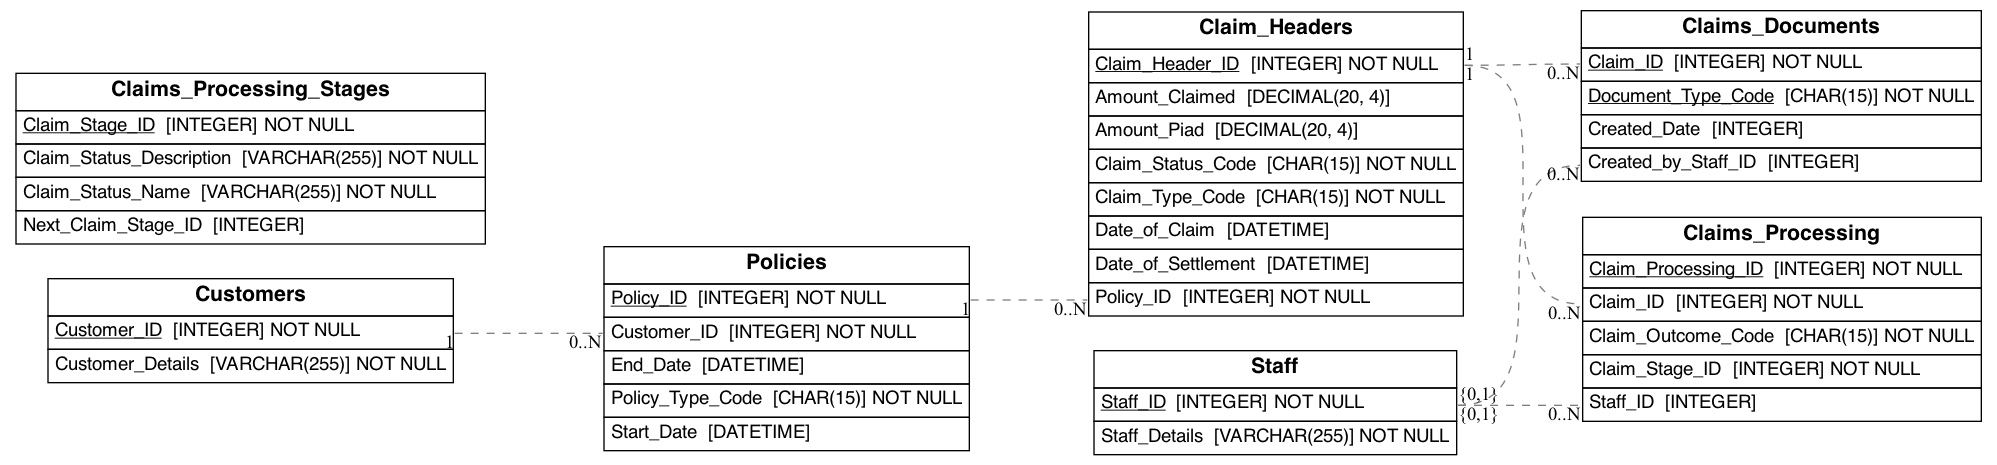 Claims_Processing_Stages
Claim_Stage_ID [INTEGER] NOT NULL
Claim_Status_Description [VARCHAR(255)] NOT NULL
Claim_Status_Name [VARCHAR(255)] NOT NULL
Next_Claim_Stage_ID [INTEGER]
Customers
Customer_ID [INTEGER] NOT NULL
Customer_Details [VARCHAR(255)] NOT NULL
1
0..N
Policies
Policy_ID [INTEGER] NOT NULL
Customer_ID [INTEGER] NOT NULL
End_Date [DATETIME]
Policy_Type_Code [CHAR(15)] NOT NULL
Start_Date [DATETIME]
1
0..N
Claim_Headers
Claim_Header_ID [INTEGER] NOT NULL
Amount_Claimed [DECIMAL(20, 4)]
Amount_Piad [DECIMAL(20, 4)]
Claim_Status_Code [CHAR(15)] NOT NULL
Claim_Type_Code [CHAR(15)] NOT NULL
Date_of_Claim [DATETIME]
Date_of_Settlement [DATETIME]
Policy_ID [INTEGER] NOT NULL
Staff
Staff_ID [INTEGER] NOT NULL
Staff_Details [VARCHAR(255)] NOT NULL
1
1
0..N
0..N
0..N
{0,1}
{0,1}
0..N
Claims_Documents
Claim_ID [INTEGER] NOT NULL
Document_Type_Code [CHAR(15)] NOT NULL
Created_Date [INTEGER]
Created_by_Staff_ID [INTEGER]
Claims_Processing
Claim_Processing_ID [INTEGER] NOT NULL
Claim_ID [INTEGER] NOT NULL
Claim_Outcome_Code [CHAR(15)] NOT NULL
Claim_Stage_ID [INTEGER] NOT NULL
Staff_ID [INTEGER]